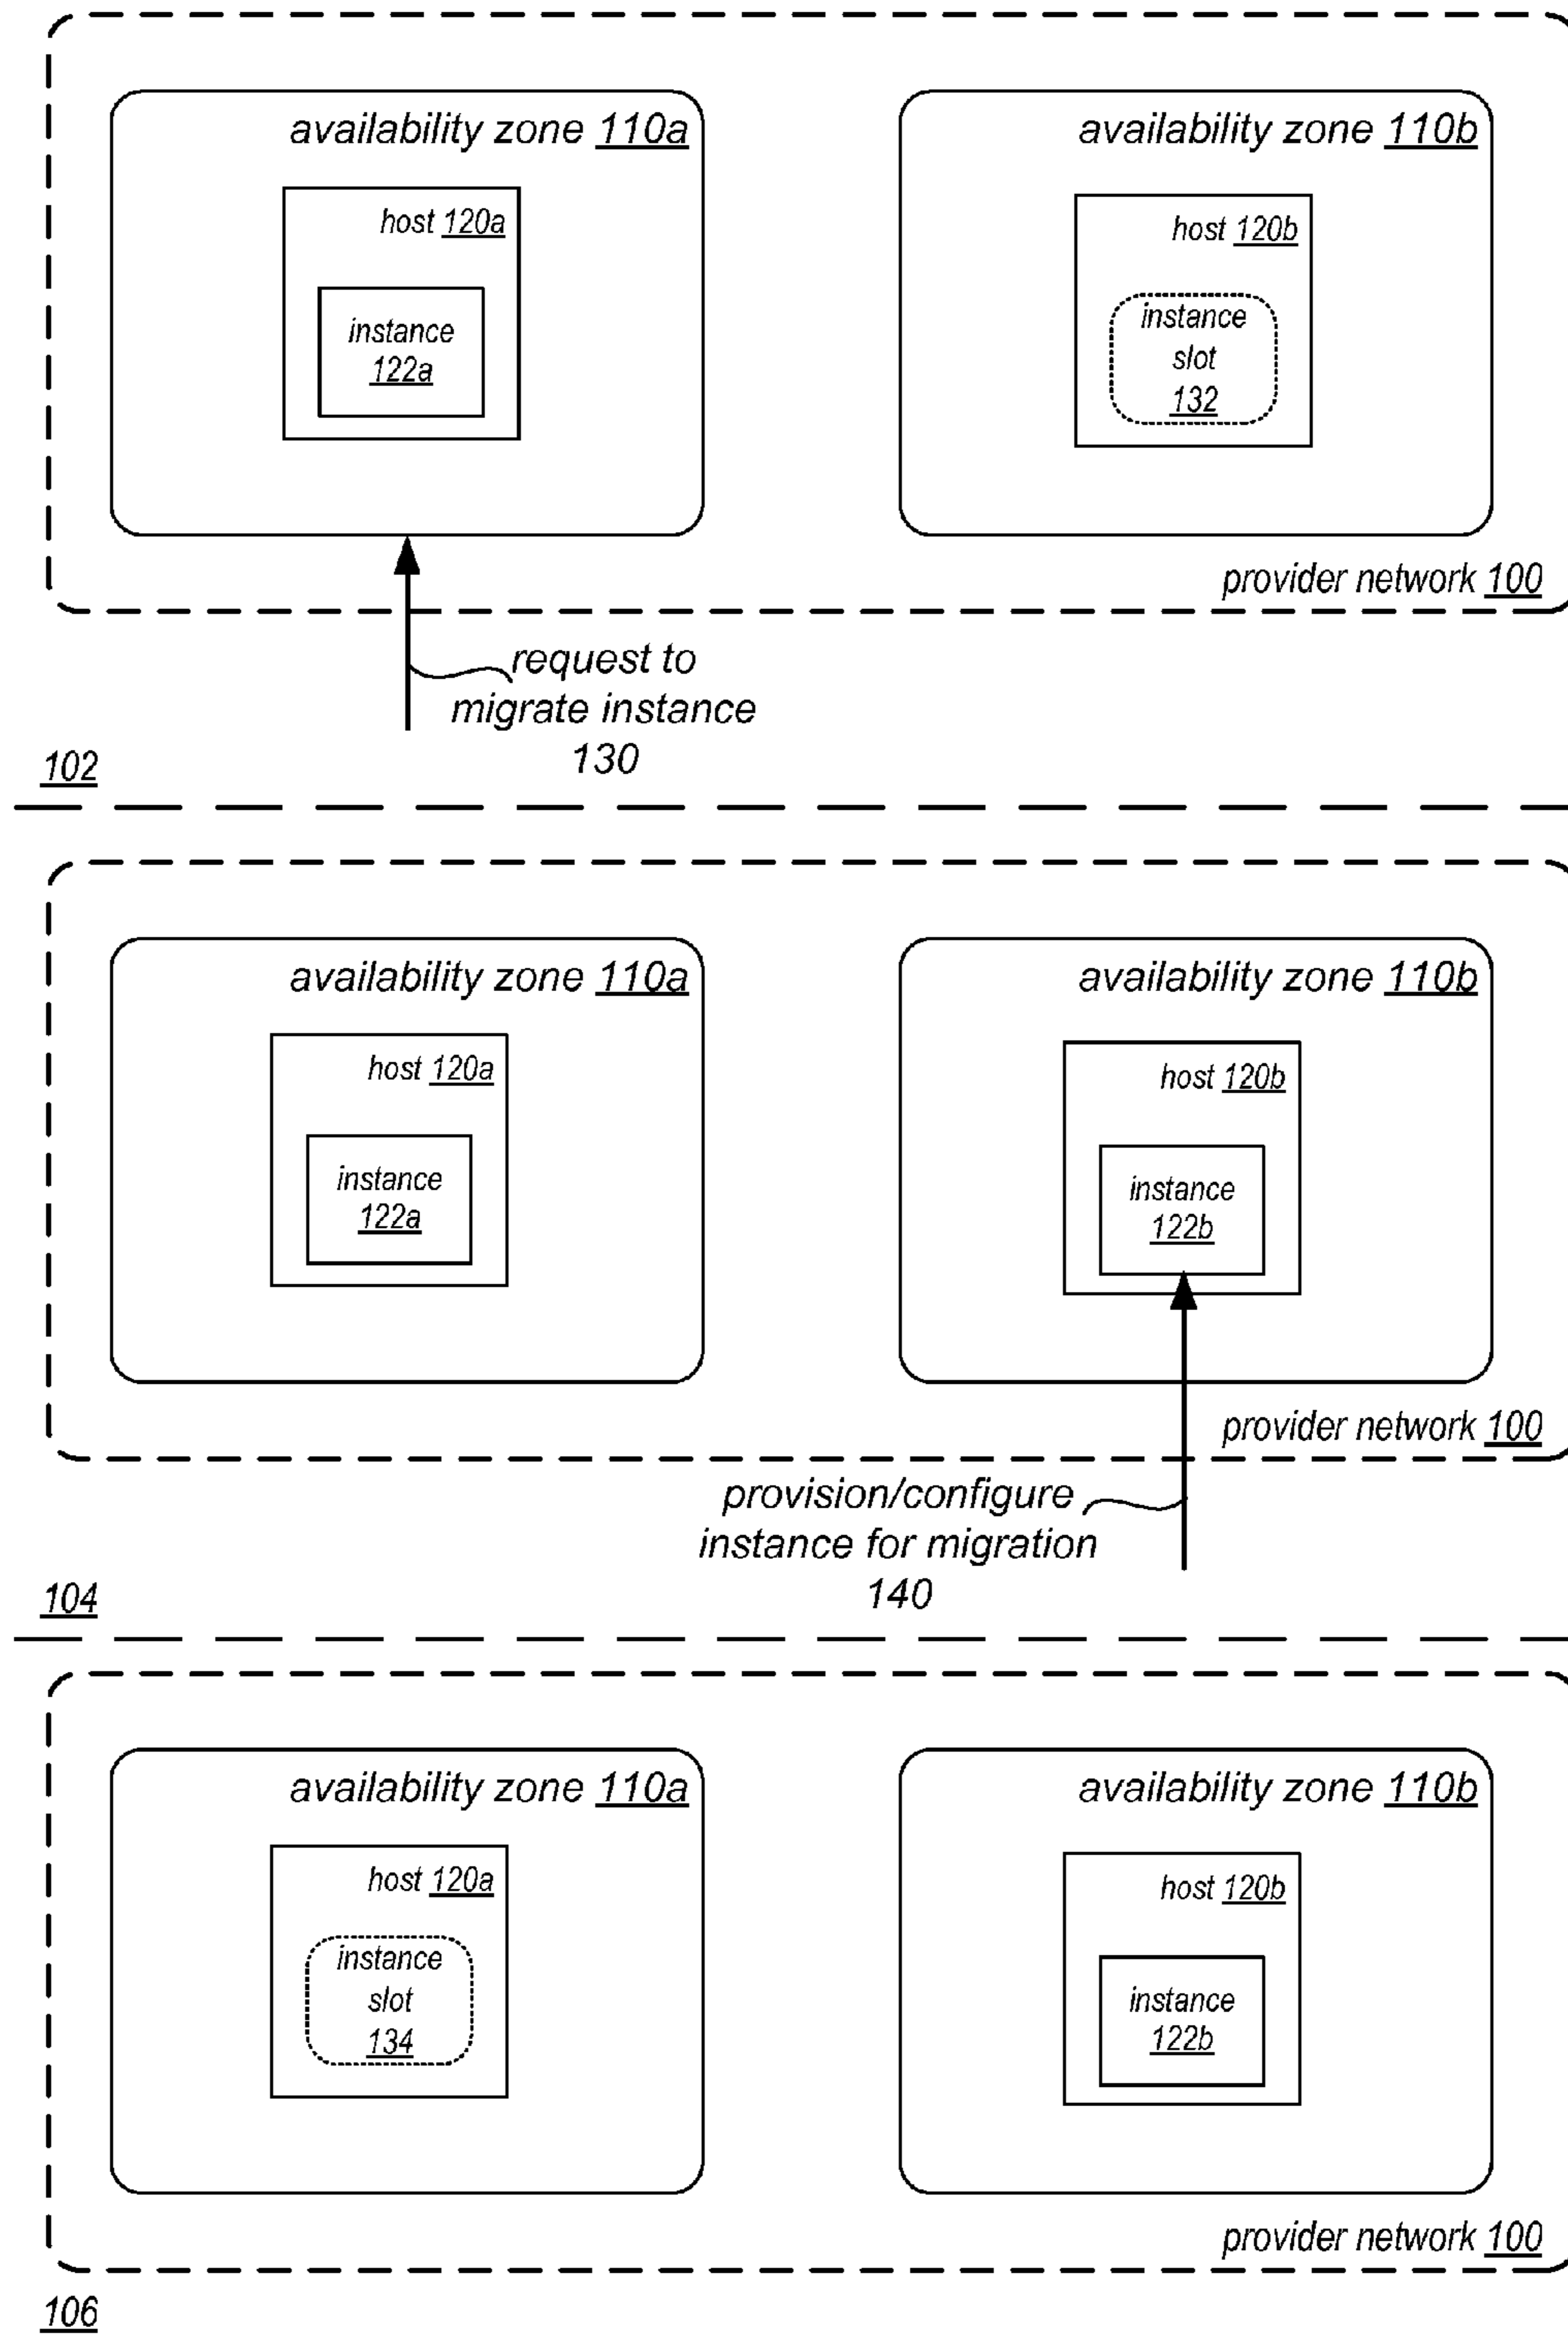 availability zone 110a
availability zone 110b
host 120a
host 120b
instance
122a
instance
slot
132
provider network 100
request to
migrate instance
130
102
availability zone 110a
availability zone 110b
host 120a
host 120b
instance
122a
instance
122b
provider network 100
provision/configure
instance for migration
140
104
availability zone 110a
availability zone 110b
host 120a
host 120b
instance
slot
134
instance
122b
provider network 100
106